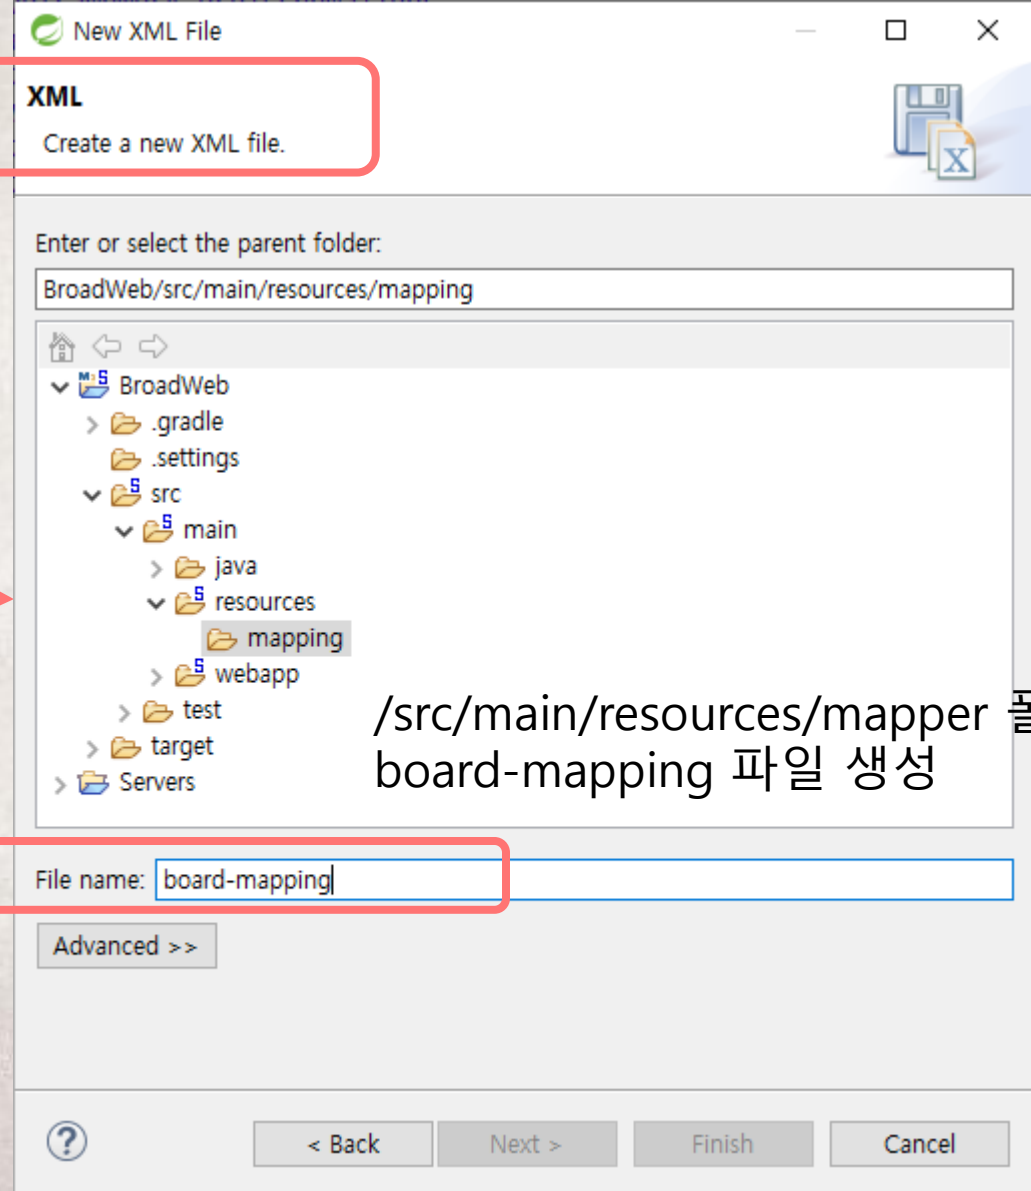 New XML File
XML
Create a new XML file.
Enter or select the parent folder:
BroadWeb/src/main/resources/mapping
BroadWeb
.gradle
.settings
src
main
java
resources
mapping
webapp
test
target
Servers
/src/main/resources/mapper
board-mapping 파일 생성
File name: board-mapping
Advanced >>
< Back Next > Finish Cancel